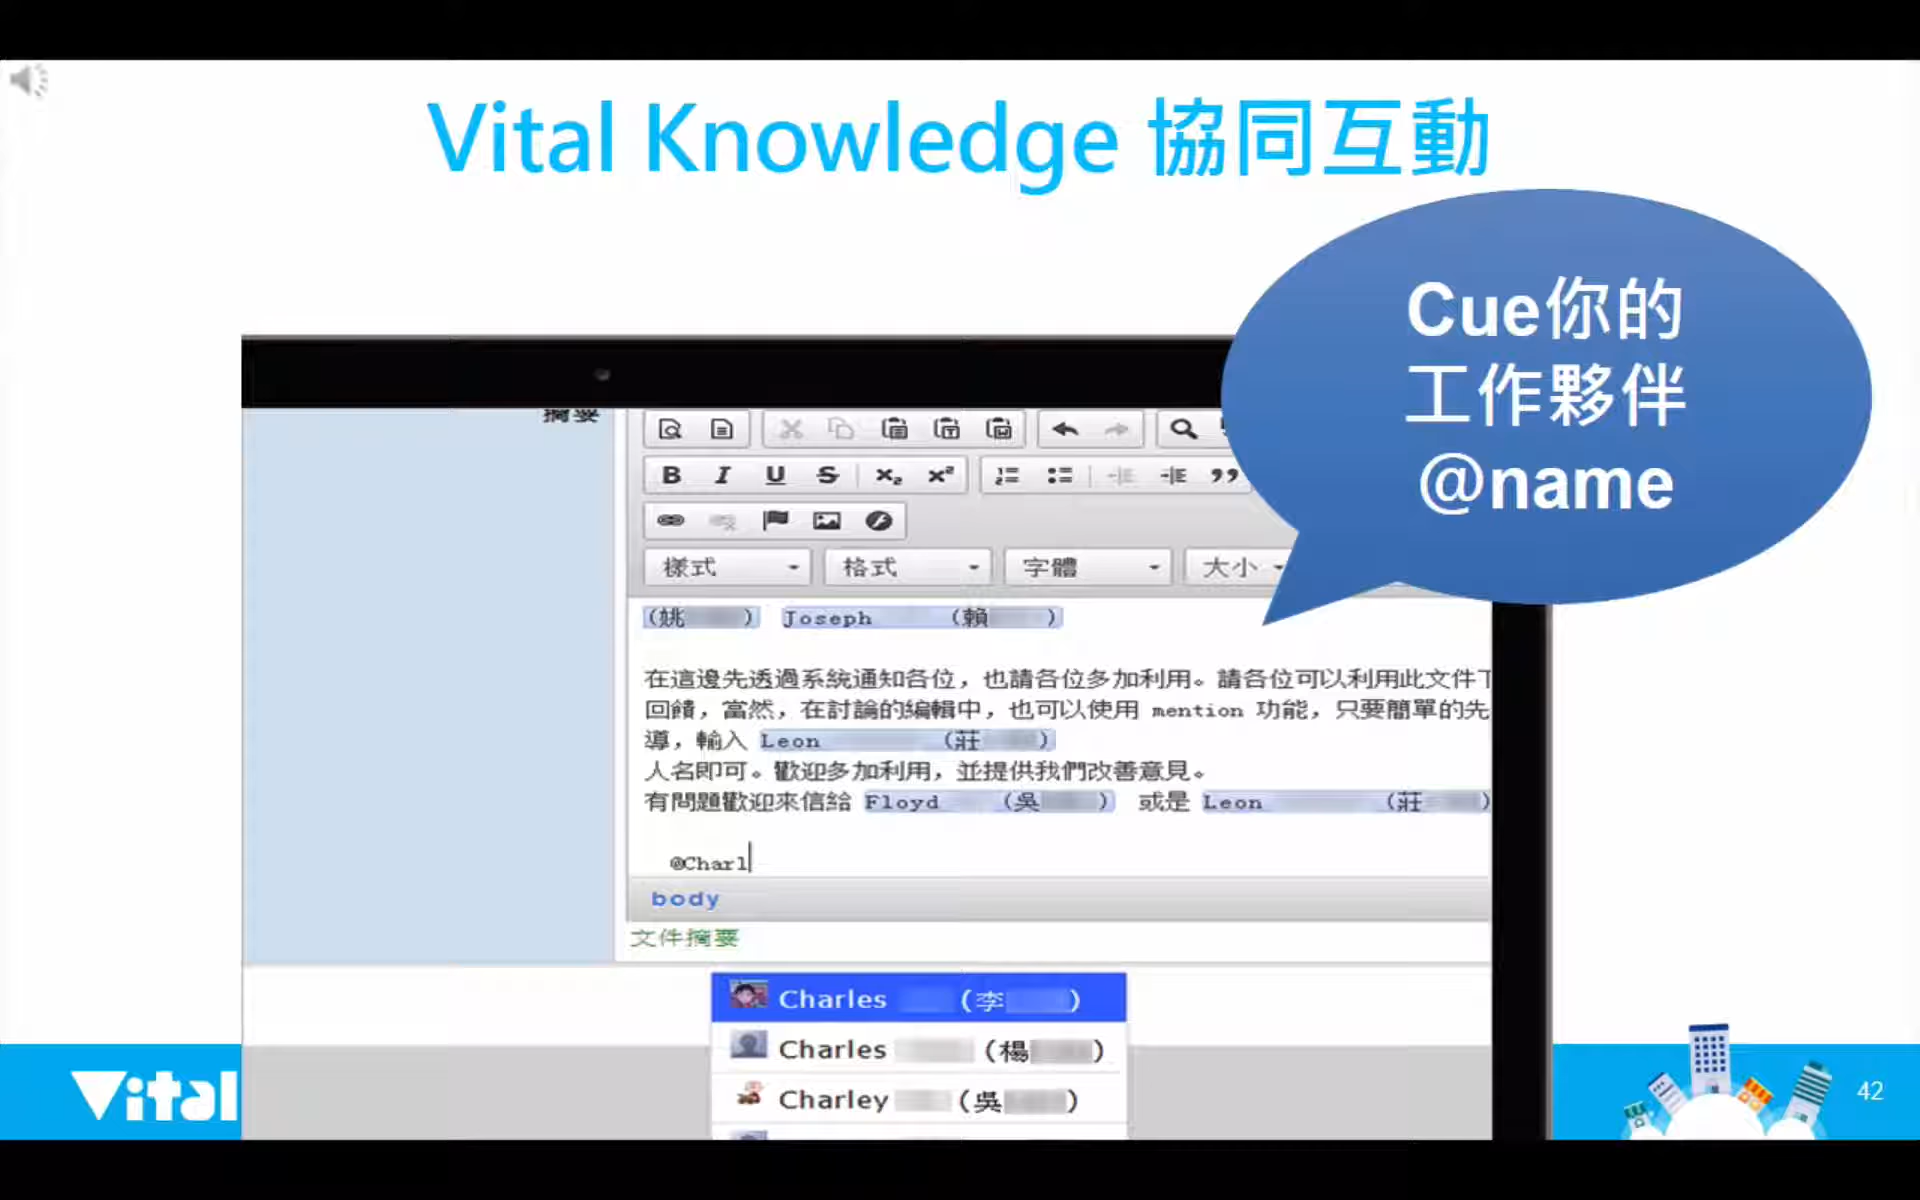 Vital Knowledge 協同互動
Cue你的
工作夥伴
@name
摘要
樣式 格式 字體 大小
(姚 ) Joseph (賴 )
在這邊先透過系統通知各位，也請各位多加利用。請各位可以利用此文件下
回饋，當然，在討論的編輯中，也可以使用 mention 功能，只要簡單的先
導，輸入 Leon (莊 )
人名即可。歡迎多加利用，並提供我們改善意見。
有問題歡迎來信給 Floyd (吳 ) 或是 Leon (莊 )
@Charl
body
文件摘要
Charles (李 )
Charles (楊 )
Charley (吳 )
Vital
42